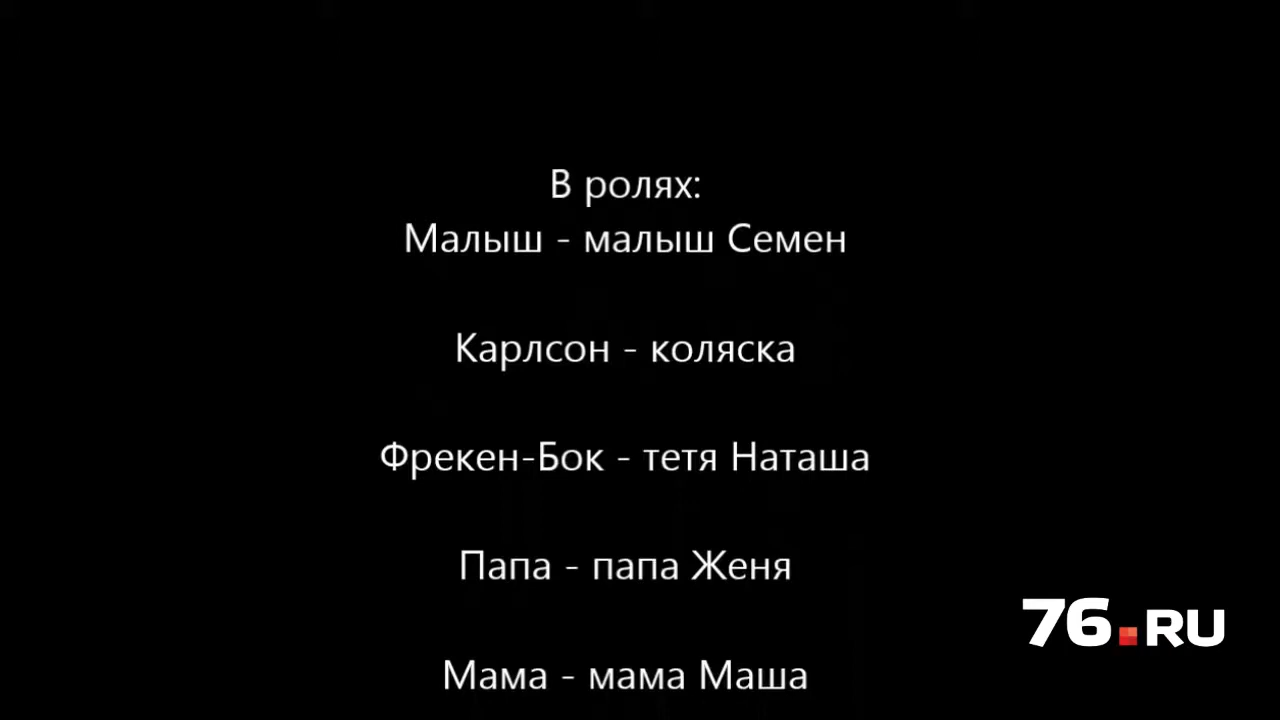 В ролях:
Малыш - малыш Семен
Карлсон - коляска
Фрекен-Бок - тетя Наташа
Папа - папа Женя
Мама - мама Маша
76.RU